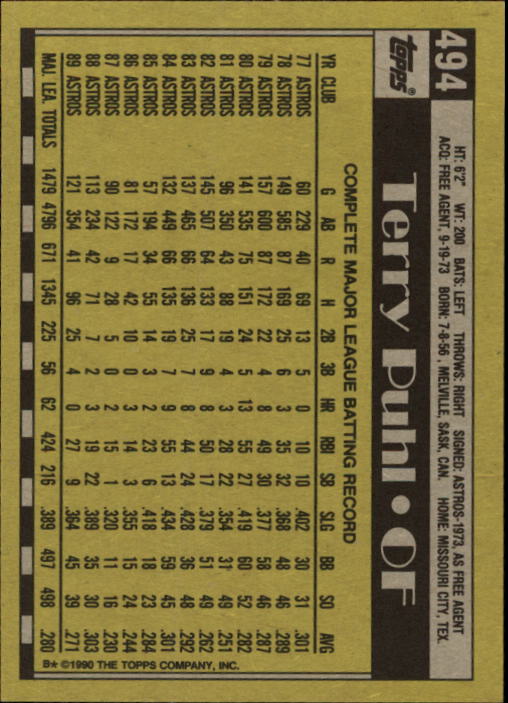 494
topps®
HT: 6'2" WT: 200 BATS: LEFT THROWS: RIGHT SIGNED: ASTROS-1973, AS FREE AGENT
ACQ: FREE AGENT, 9-19-73 BORN: 7-8-56, MELVILLE, SASK, CAN. HOME: MISSOURI CITY, TEX.
Terry Puhl • OF
COMPLETE MAJOR LEAGUE BATTING RECORD
YR CLUB G AB R H 2B 3B HR RBI SB SLG BB SO AVG
77 ASTROS 60 229 40 69 13 5 0 10 10 .402 30 31 .301
78 ASTROS 149 585 87 169 25 6 3 35 32 .368 48 46 .289
79 ASTROS 157 600 87 172 22 4 8 49 30 .377 58 46 .287
80 ASTROS 141 535 75 151 24 5 13 55 27 .419 60 52 .282
81 ASTROS 96 350 43 88 19 4 3 28 22 .354 31 49 .251
82 ASTROS 145 507 64 133 17 9 8 50 17 .379 51 49 .262
83 ASTROS 137 465 66 136 25 7 8 44 24 .428 36 48 .292
84 ASTROS 132 449 66 135 19 7 9 55 13 .434 59 45 .301
85 ASTROS 57 194 34 55 14 3 2 23 6 .418 18 23 .284
86 ASTROS 81 172 17 42 10 0 3 14 3 .355 15 24 .244
87 ASTROS 90 122 9 28 5 0 2 15 1 .320 11 16 .230
88 ASTROS 113 234 42 71 7 2 3 19 22 .389 35 30 .303
89 ASTROS 121 354 41 96 25 4 0 27 9 .364 45 39 .271
MAJ. LEA. TOTALS 1479 4796 671 1345 225 56 62 424 216 .389 497 498 .280
B* ©1990 THE TOPPS COMPANY, INC.